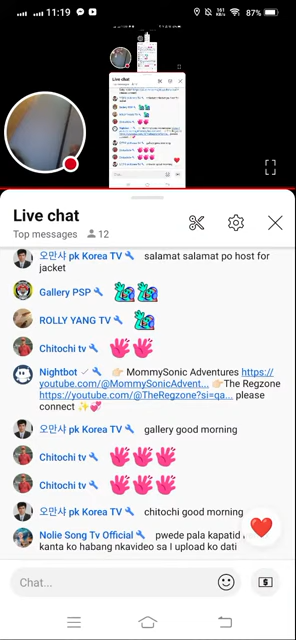 11:19
161
KB/s
87%
Live chat
Live chat
Top messages 12
오만사 pk Korea TV salamat salamat po host for
jacket
Gallery PSP
ROLLY YANG TV
Chitochi tv
Nightbot MommySonic Adventures https://
youtube.com/@MommySonicAdvent... The Regzone
https://youtube.com/@TheRegzone?si=qa...  please
connect
오만사 pk Korea TV gallery good morning
Chitochi tv
Chitochi tv
오만사 pk Korea TV chitochi good morning
Nolie Song Tv Official pwede pala kapatid
kanta ko habang nkavideo sa I upload ko dati
Chat...